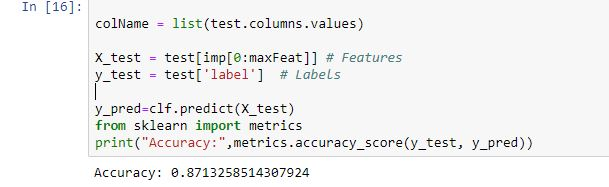 In [16]:
colName = list(test.columns.values)
X_test = test[imp[0:maxFeat]] # Features
y_test = test['label']  # Labels
y_pred=clf.predict(X_test)
from sklearn import metrics
print("Accuracy:",metrics.accuracy_score(y_test, y_pred))
Accuracy: 0.8713258514307924